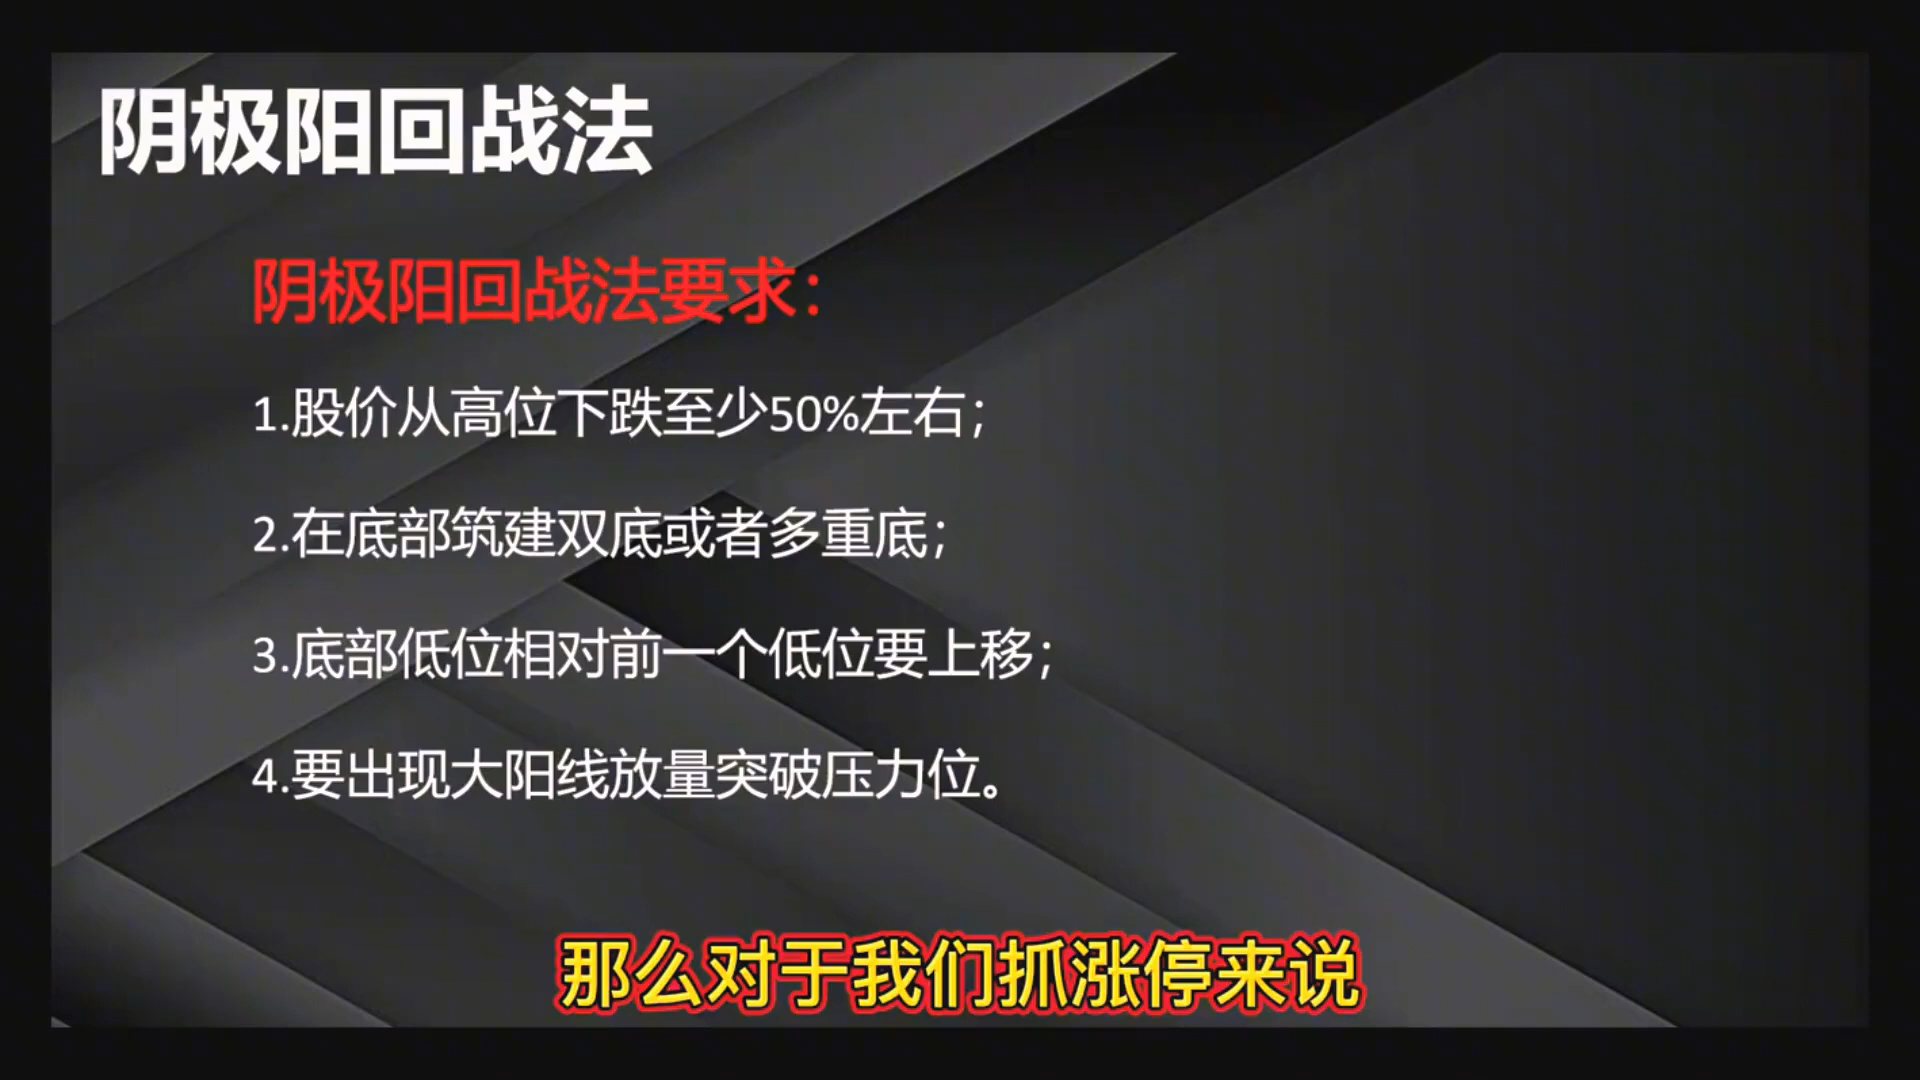 阴极阳回战法
阴极阳回战法要求：
1.股价从高位下跌至少50%左右；
2.在底部筑建双底或者多重底；
3.底部低位相对前一个低位要上移；
4.要出现大阳线放量突破压力位。
那么对于我们抓涨停来说